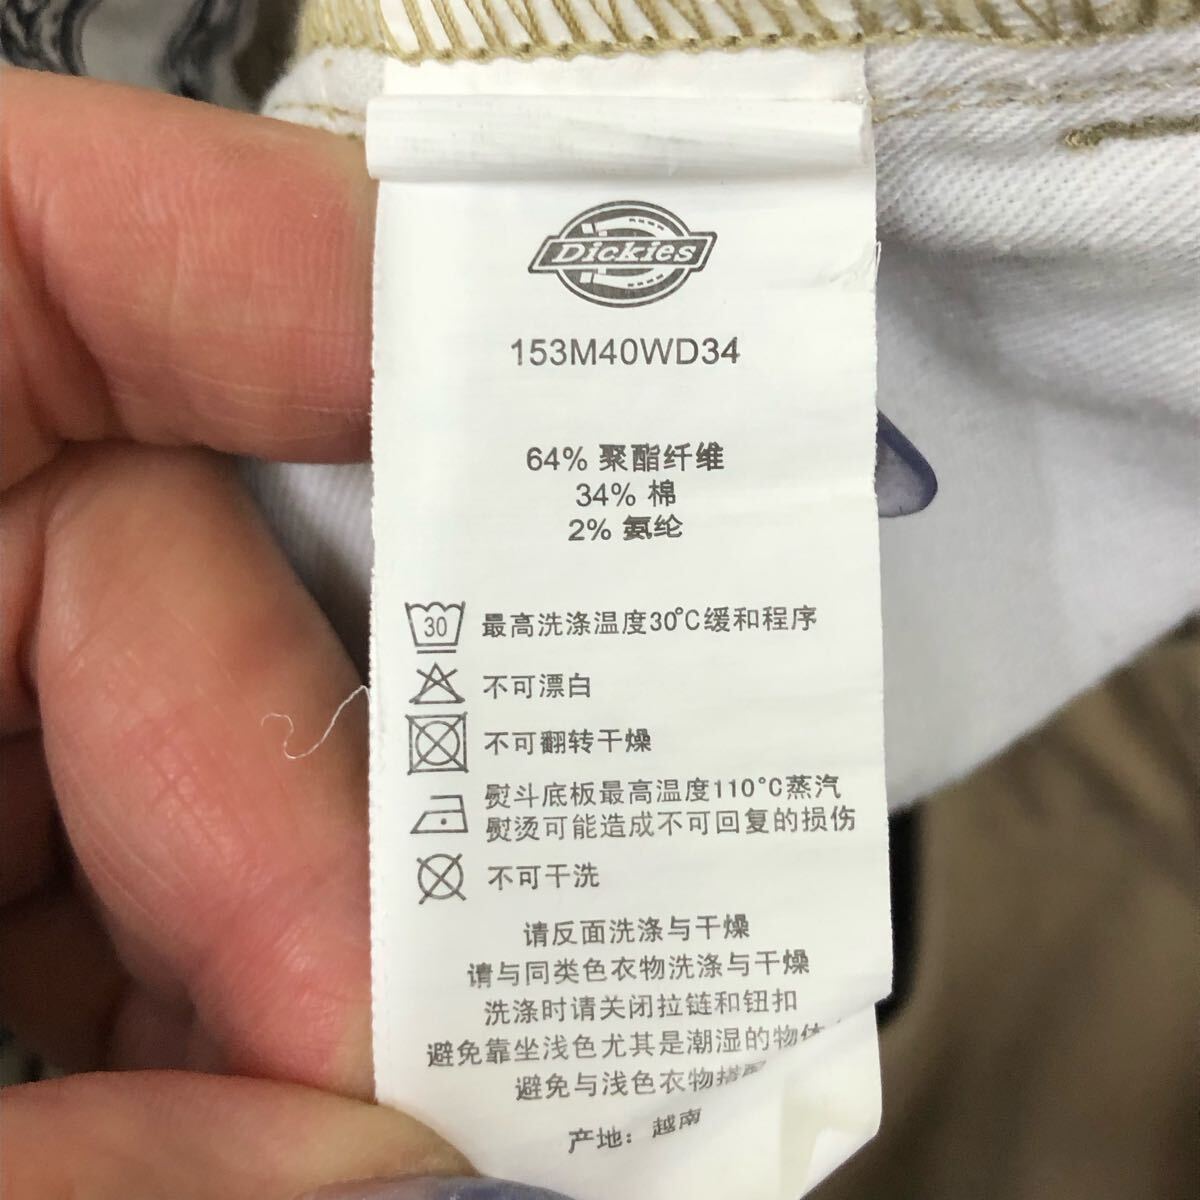 Dickies
153M40WD34
64% 聚酯纤维
34% 棉
2% 氨纶
30 最高洗涤温度30°C缓和程序
不可漂白
不可翻转干燥
熨斗底板最高温度110°C蒸汽
熨烫可能造成不可回复的损伤
不可干洗
请反面洗涤与干燥
请与同类色衣物洗涤与干燥
洗涤时请关闭拉链和钮扣
避免靠坐浅色尤其是潮湿的物体
避免与浅色衣物搭配
产地：越南